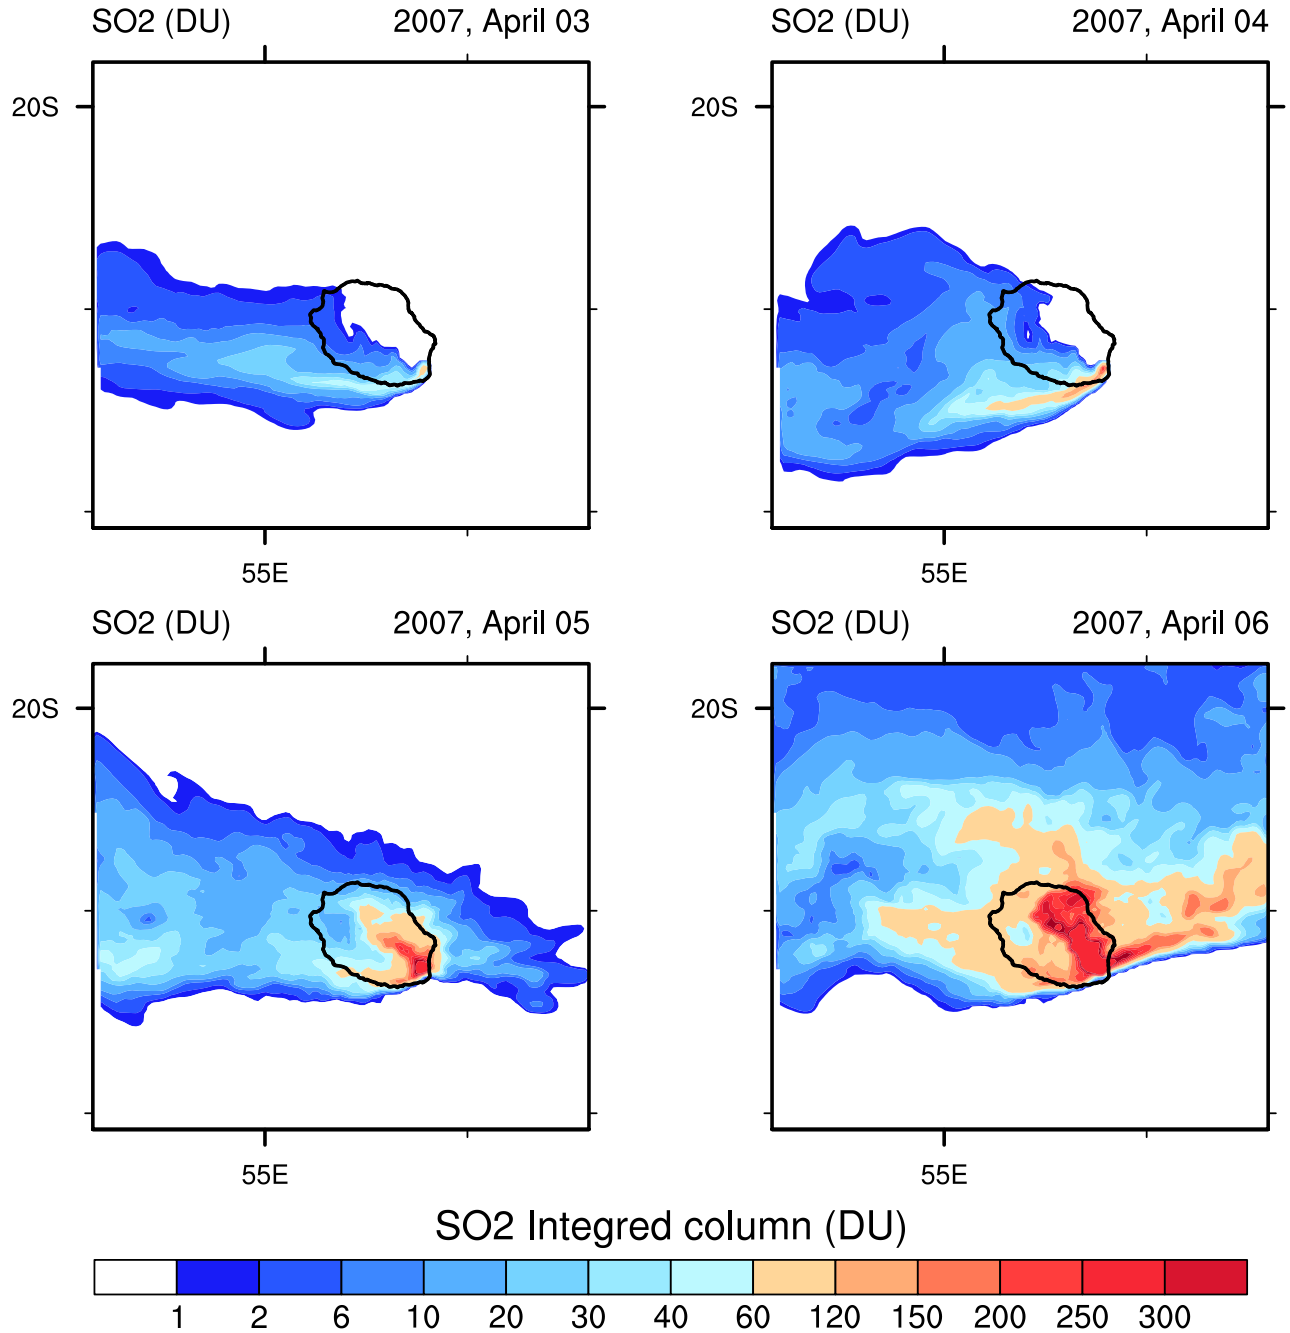 SO2 (DU) 2007, April 03
SO2 (DU) 2007, April 04
20S
20S
55E
55E
SO2 (DU) 2007, April 05
SO2 (DU) 2007, April 06
20S
20S
55E
55E
SO2 Integred column (DU)
1 2 6 10 20 30 40 60 120 150 200 250 300